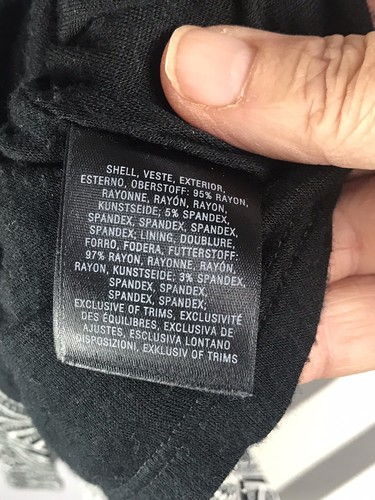 SHELL, VESTE, EXTERIOR,
ESTERNO, OBERSTOFF: 95% RAYON,
RAYONNE, RAYON, RAYON,
KUNSTSEIDE; 5% SPANDEX
SPANDEX, SPANDEX, SPANDEX,
SPANDEX; LINING, DOUBLURE,
FORRO, FODERA, FUTTERSTOFF:
97% RAYON, RAYONNE, RAYÓN,
RAYON, KUNSTSEIDE; 3% SPANDEX,
SPANDEX, SPANDEX,
SPANDEX, SPANDEX;
EXCLUSIVE OF TRIMS, EXCLUSIVITÉ
DES ÉQUILIBRES, EXCLUSIVA DE
AJUSTES, ESCLUSIVA LONTANO
DISPOSIZIONI, EXKLUSIV OF TRIMS